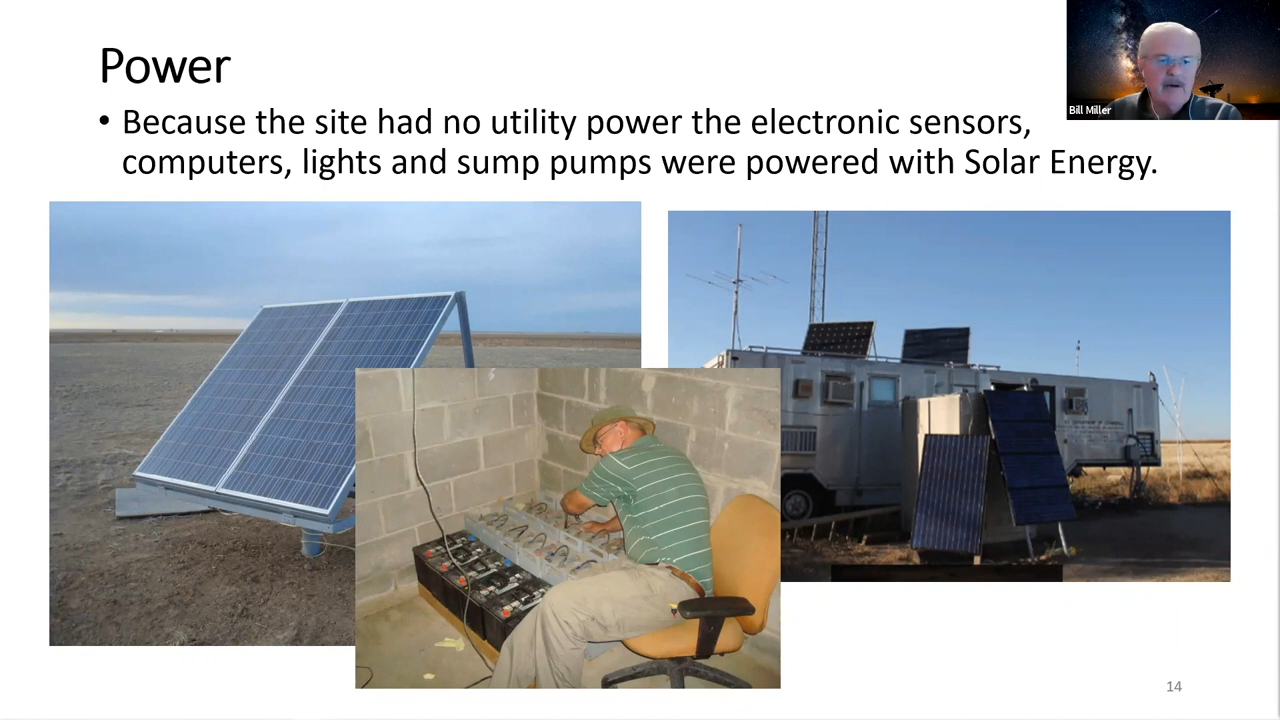 Power
• Because the site had no utility power the electronic sensors,
computers, lights and sump pumps were powered with Solar Energy.
Bill Miller
14